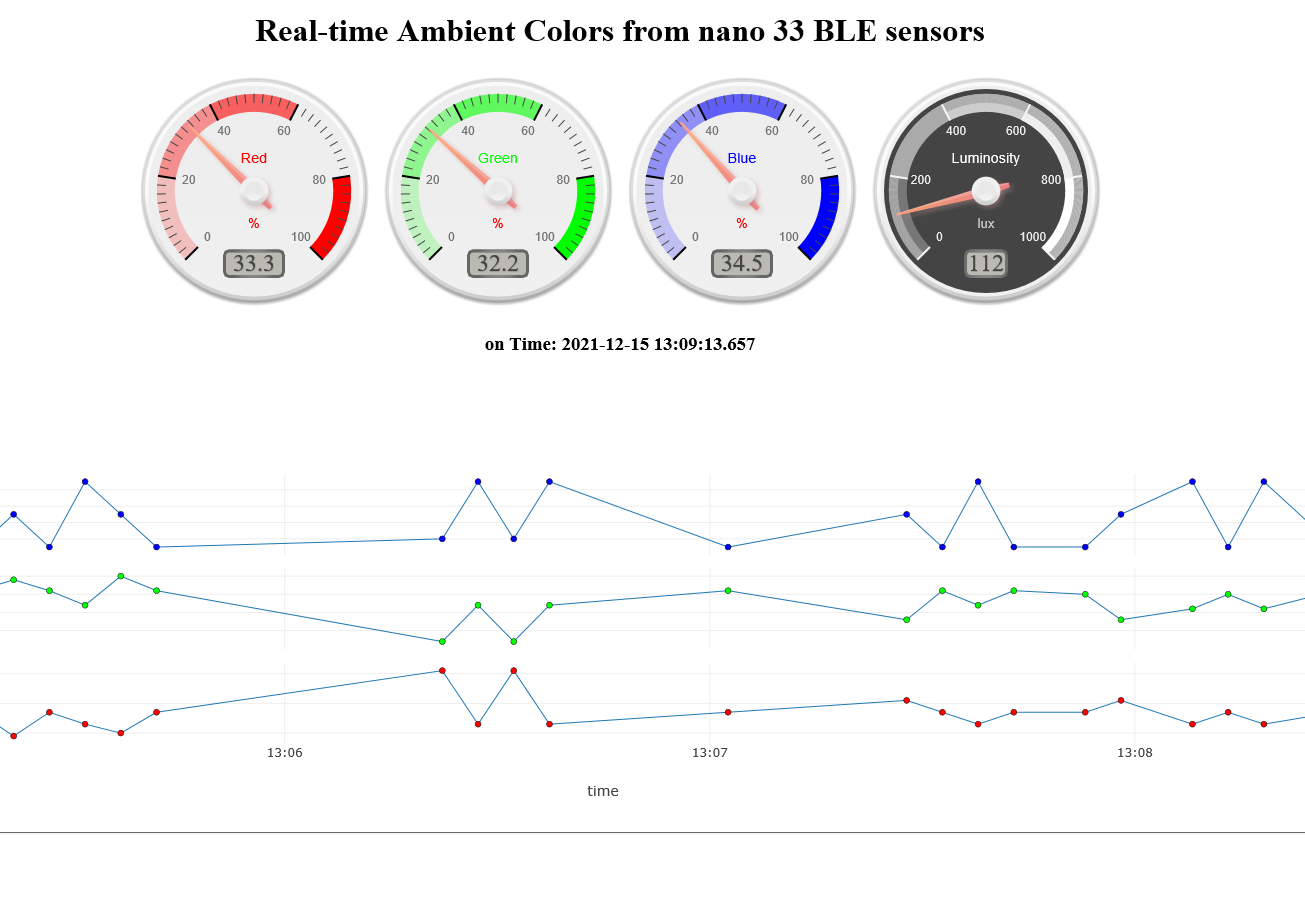 Real-time Ambient Colors from nano 33 BLE sensors
40 60
Red
20 80
%
0 100
33.3
40 60
Green
20 80
%
0 100
32.2
40 60
Blue
20 80
%
0 100
34.5
400 600
Luminosity
200 800
lux
0 1000
112
on Time: 2021-12-15 13:09:13.657
13:06 13:07 13:08
time